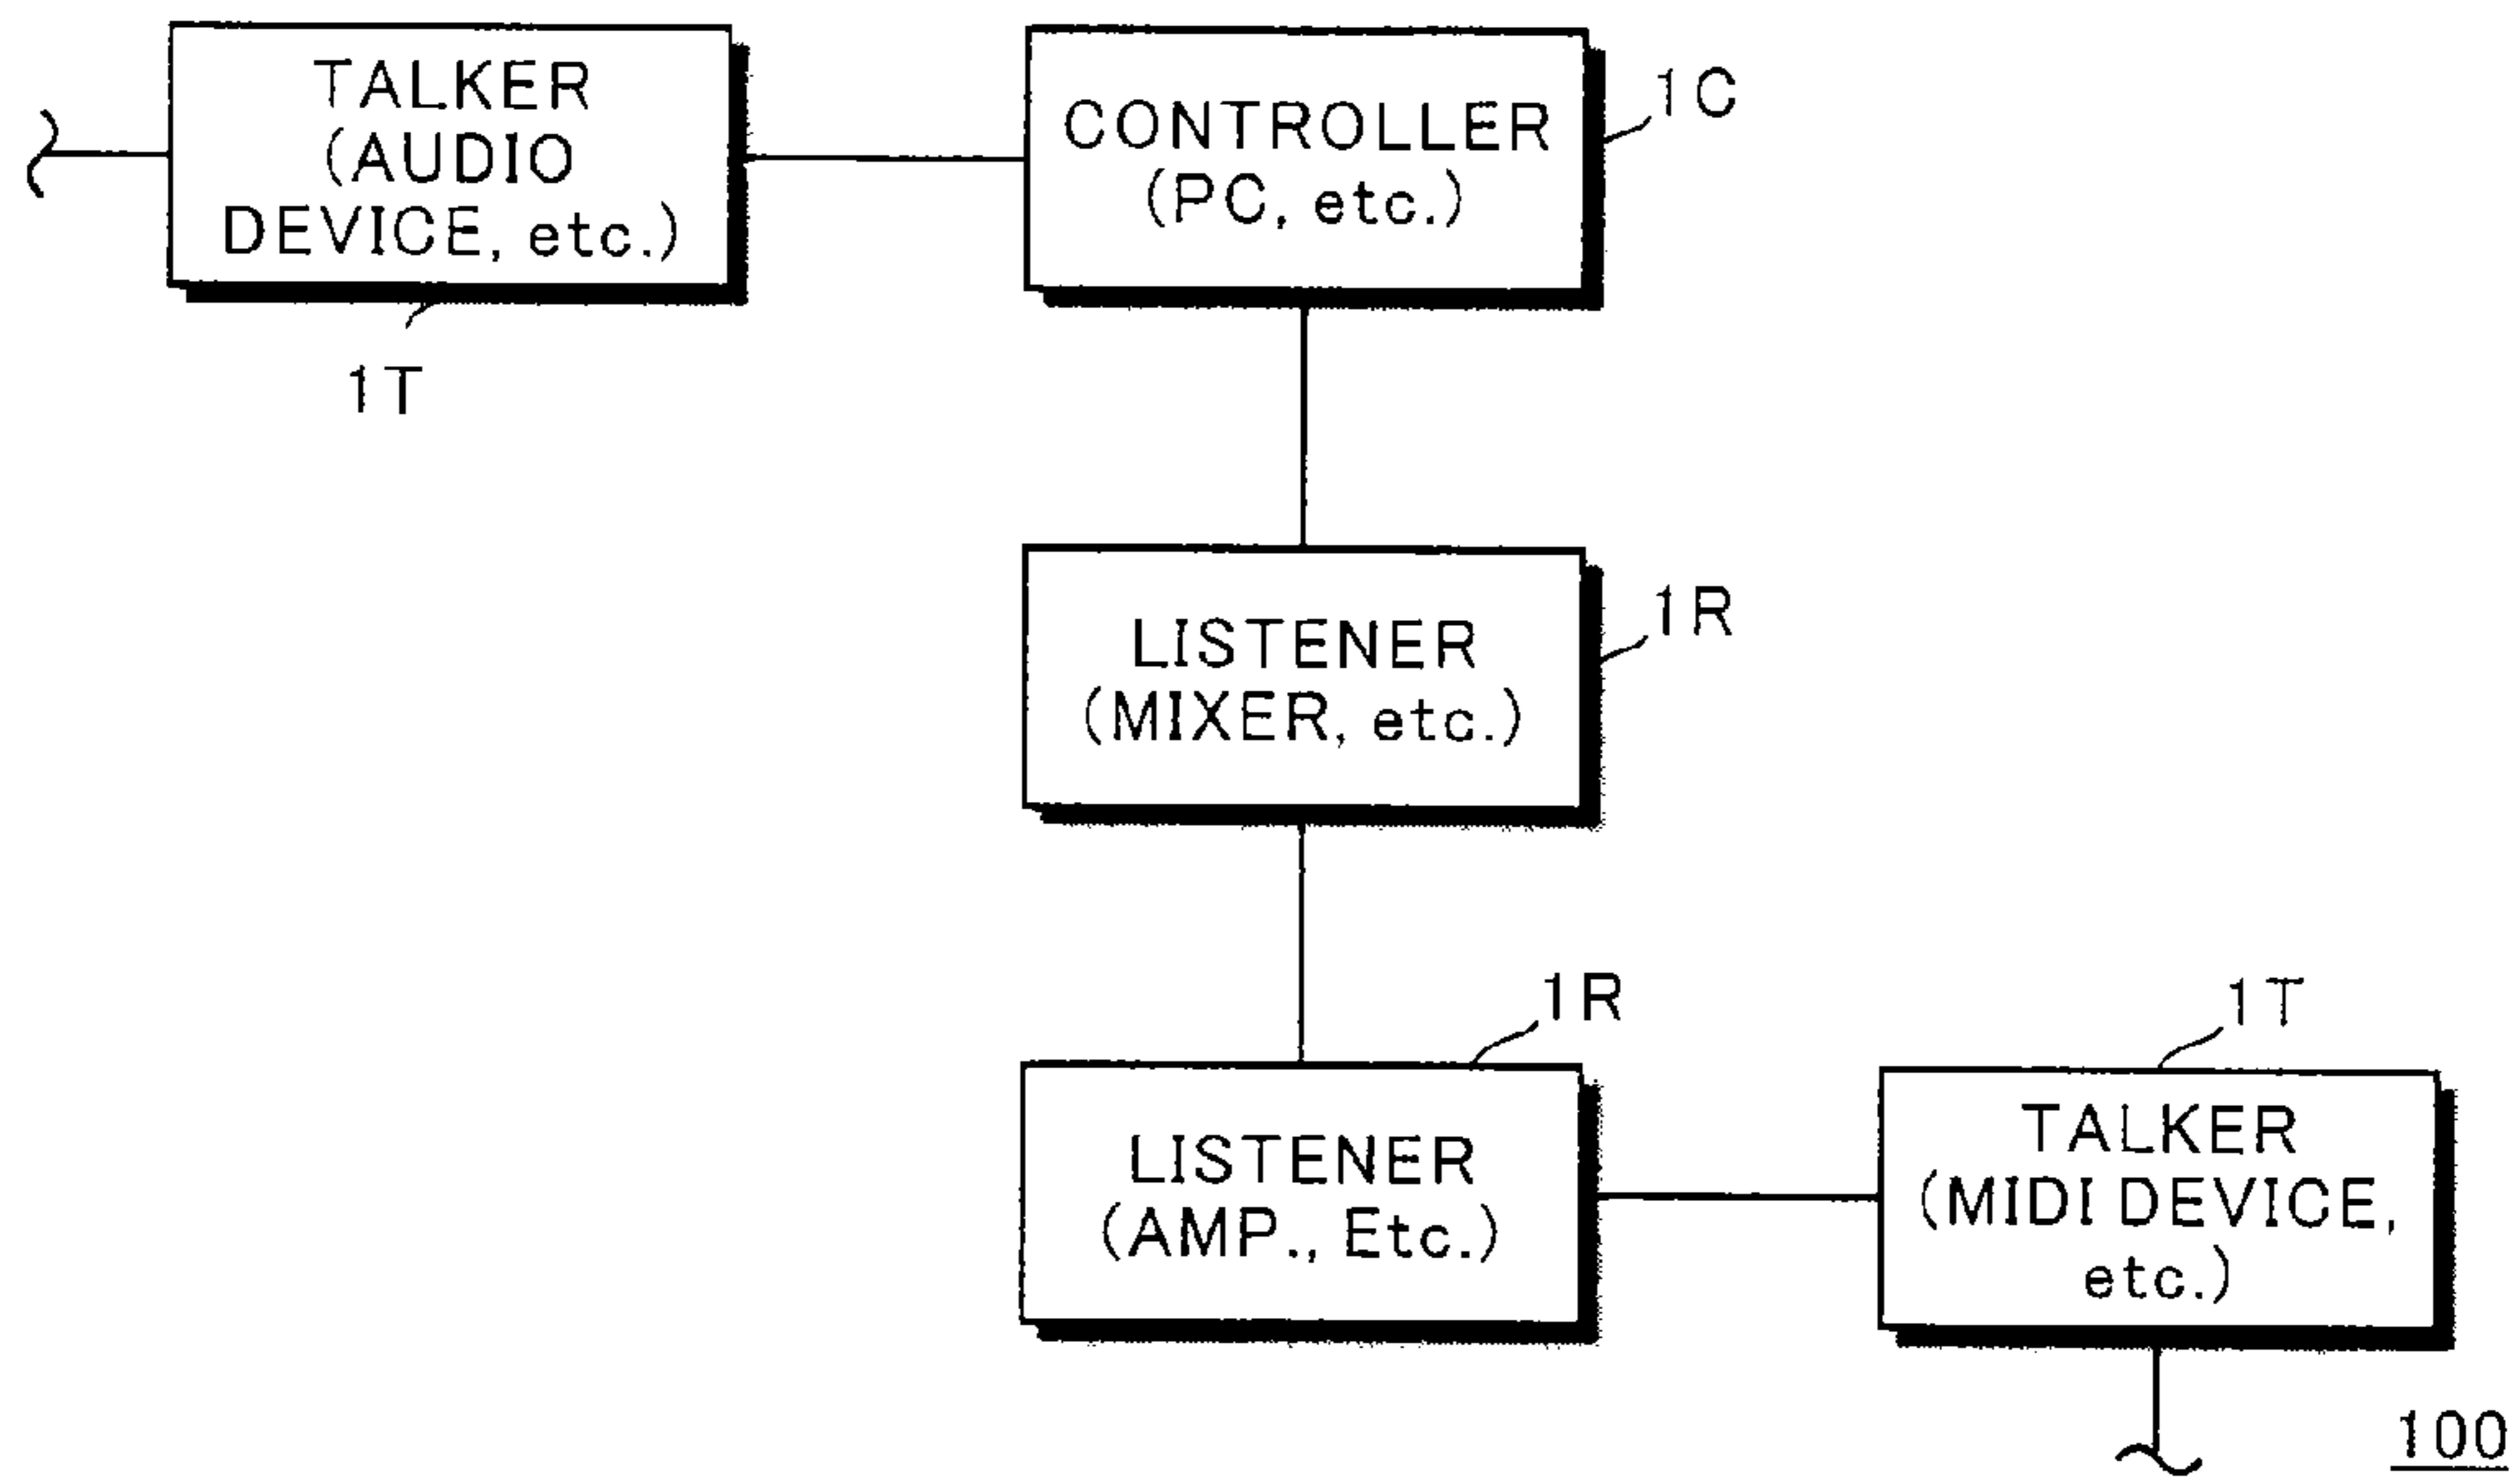 TALKER
(AUDIO
DEVICE, etc.)
1T
CONTROLLER
(PC, etc.)
1C
LISTENER
(MIXER, etc.)
1R
LISTENER
(AMP., Etc.)
1R
TALKER
(MIDI DEVICE,
etc.)
1T
100